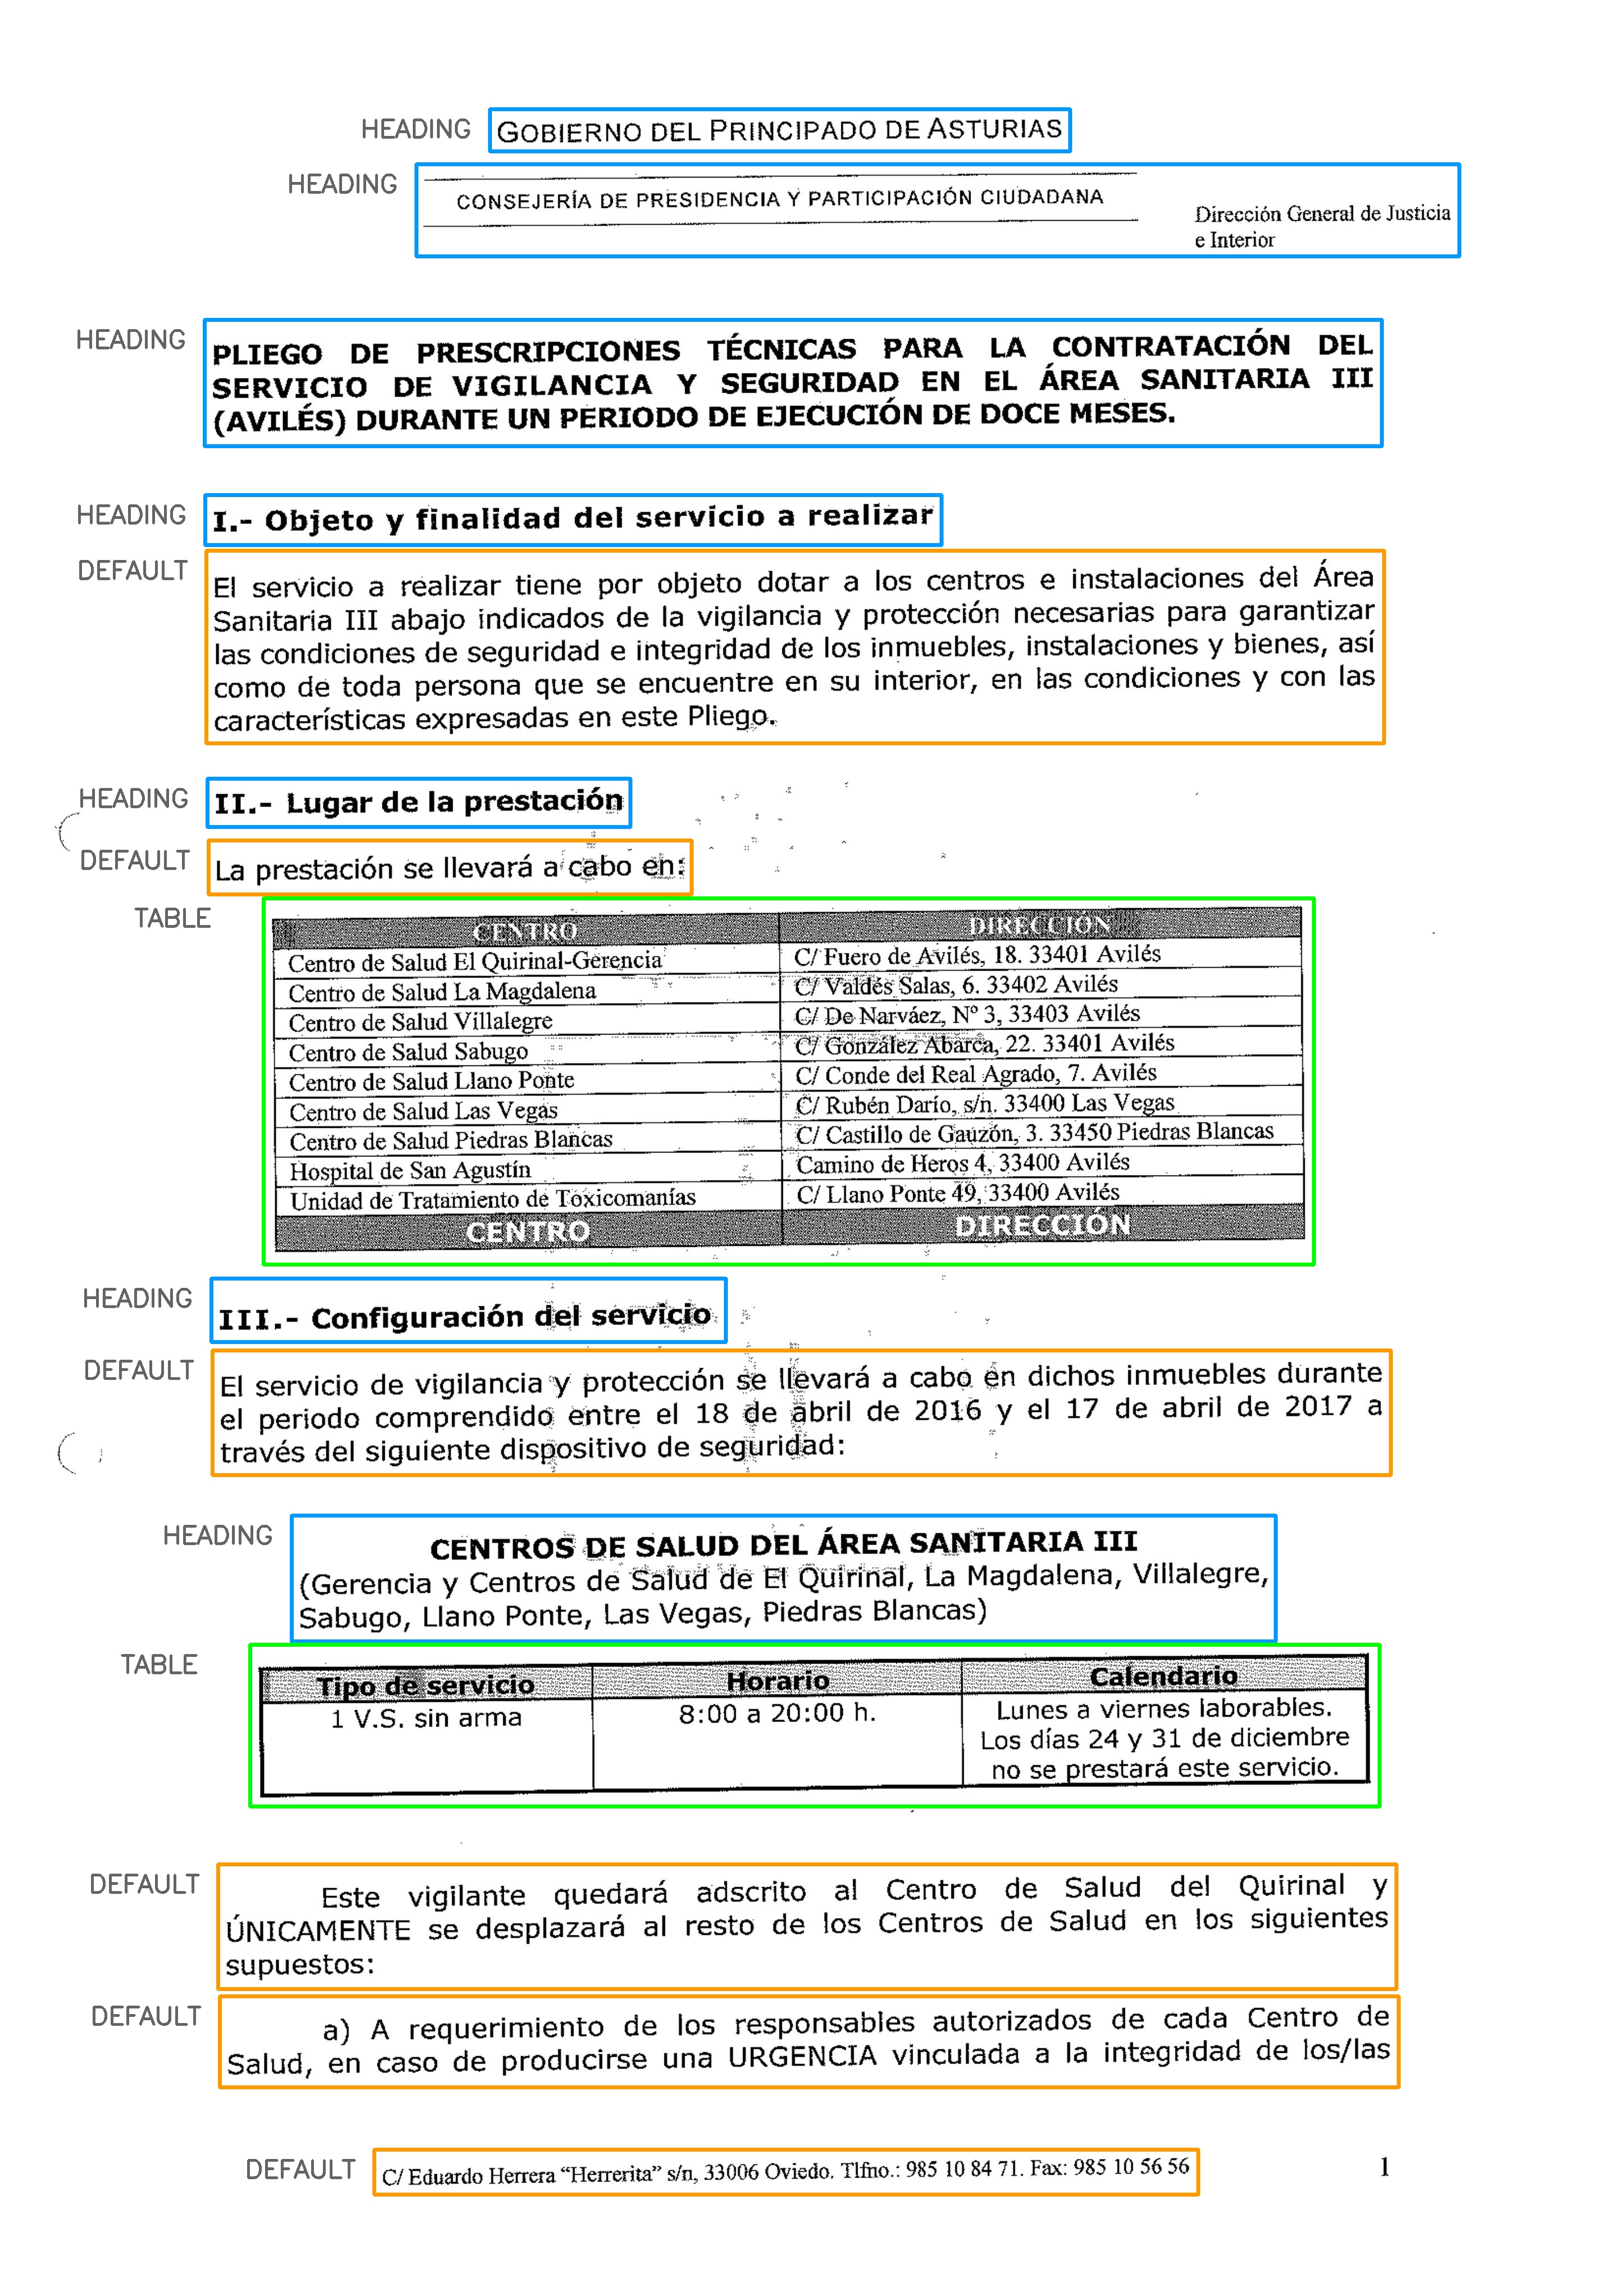 HEADING
GOBIERNO DEL PRINCIPADO DE ASTURIAS
HEADING
CONSEJERÍA DE PRESIDENCIA Y PARTICIPACIÓN CIUDADANA
Dirección General de Justicia
e Interior
HEADING
PLIEGO DE PRESCRIPCIONES TÉCNICAS PARA LA CONTRATACIÓN DEL
SERVICIO DE VIGILANCIA Y SEGURIDAD EN EL ÁREA SANITARIA III
(AVILÉS) DURANTE UN PERIODO DE EJECUCIÓN DE DOCE MESES.
HEADING
I.- Objeto y finalidad del servicio a realizar
DEFAULT
El servicio a realizar tiene por objeto dotar a los centros e instalaciones del Área
Sanitaria III abajo indicados de la vigilancia y protección necesarias para garantizar
las condiciones de seguridad e integridad de los inmuebles, instalaciones y bienes, así
como de toda persona que se encuentre en su interior, en las condiciones y con las
características expresadas en este Pliego.
HEADING
II.- Lugar de la prestación
DEFAULT
La prestación se llevará a cabo en:
TABLE
CENTRO DIRECCIÓN
Centro de Salud El Quirinal-Gerencia C/ Fuero de Avilés, 18. 33401 Avilés
Centro de Salud La Magdalena C/ Valdés Salas, 6. 33402 Avilés
Centro de Salud Villalegre C/ De Narváez, Nº 3, 33403 Avilés
Centro de Salud Sabugo C/ González Abarca, 22. 33401 Avilés
Centro de Salud Llano Ponte C/ Conde del Real Agrado, 7. Avilés
Centro de Salud Las Vegas C/ Rubén Darío, s/n. 33400 Las Vegas
Centro de Salud Piedras Blancas C/ Castillo de Gauzón, 3. 33450 Piedras Blancas
Hospital de San Agustín Camino de Heros 4, 33400 Avilés
Unidad de Tratamiento de Toxicomanías C/ Llano Ponte 49, 33400 Avilés
CENTRO DIRECCIÓN
HEADING
III.- Configuración del servicio
DEFAULT
El servicio de vigilancia y protección se llevará a cabo en dichos inmuebles durante
el periodo comprendido entre el 18 de abril de 2016 y el 17 de abril de 2017 a
través del siguiente dispositivo de seguridad:
HEADING
CENTROS DE SALUD DEL ÁREA SANITARIA III
(Gerencia y Centros de Salud de El Quirinal, La Magdalena, Villalegre,
Sabugo, Llano Ponte, Las Vegas, Piedras Blancas)
TABLE
Tipo de servicio Horario Calendario
1 V.S. sin arma 8:00 a 20:00 h. Lunes a viernes laborables.
Los días 24 y 31 de diciembre
no se prestará este servicio.
DEFAULT
Este vigilante quedará adscrito al Centro de Salud del Quirinal y
ÚNICAMENTE se desplazará al resto de los Centros de Salud en los siguientes
supuestos:
DEFAULT
a) A requerimiento de los responsables autorizados de cada Centro de
Salud, en caso de producirse una URGENCIA vinculada a la integridad de los/las
DEFAULT
C/ Eduardo Herrera “Herrerita” s/n, 33006 Oviedo. Tlfno.: 985 10 84 71. Fax: 985 10 56 56
1